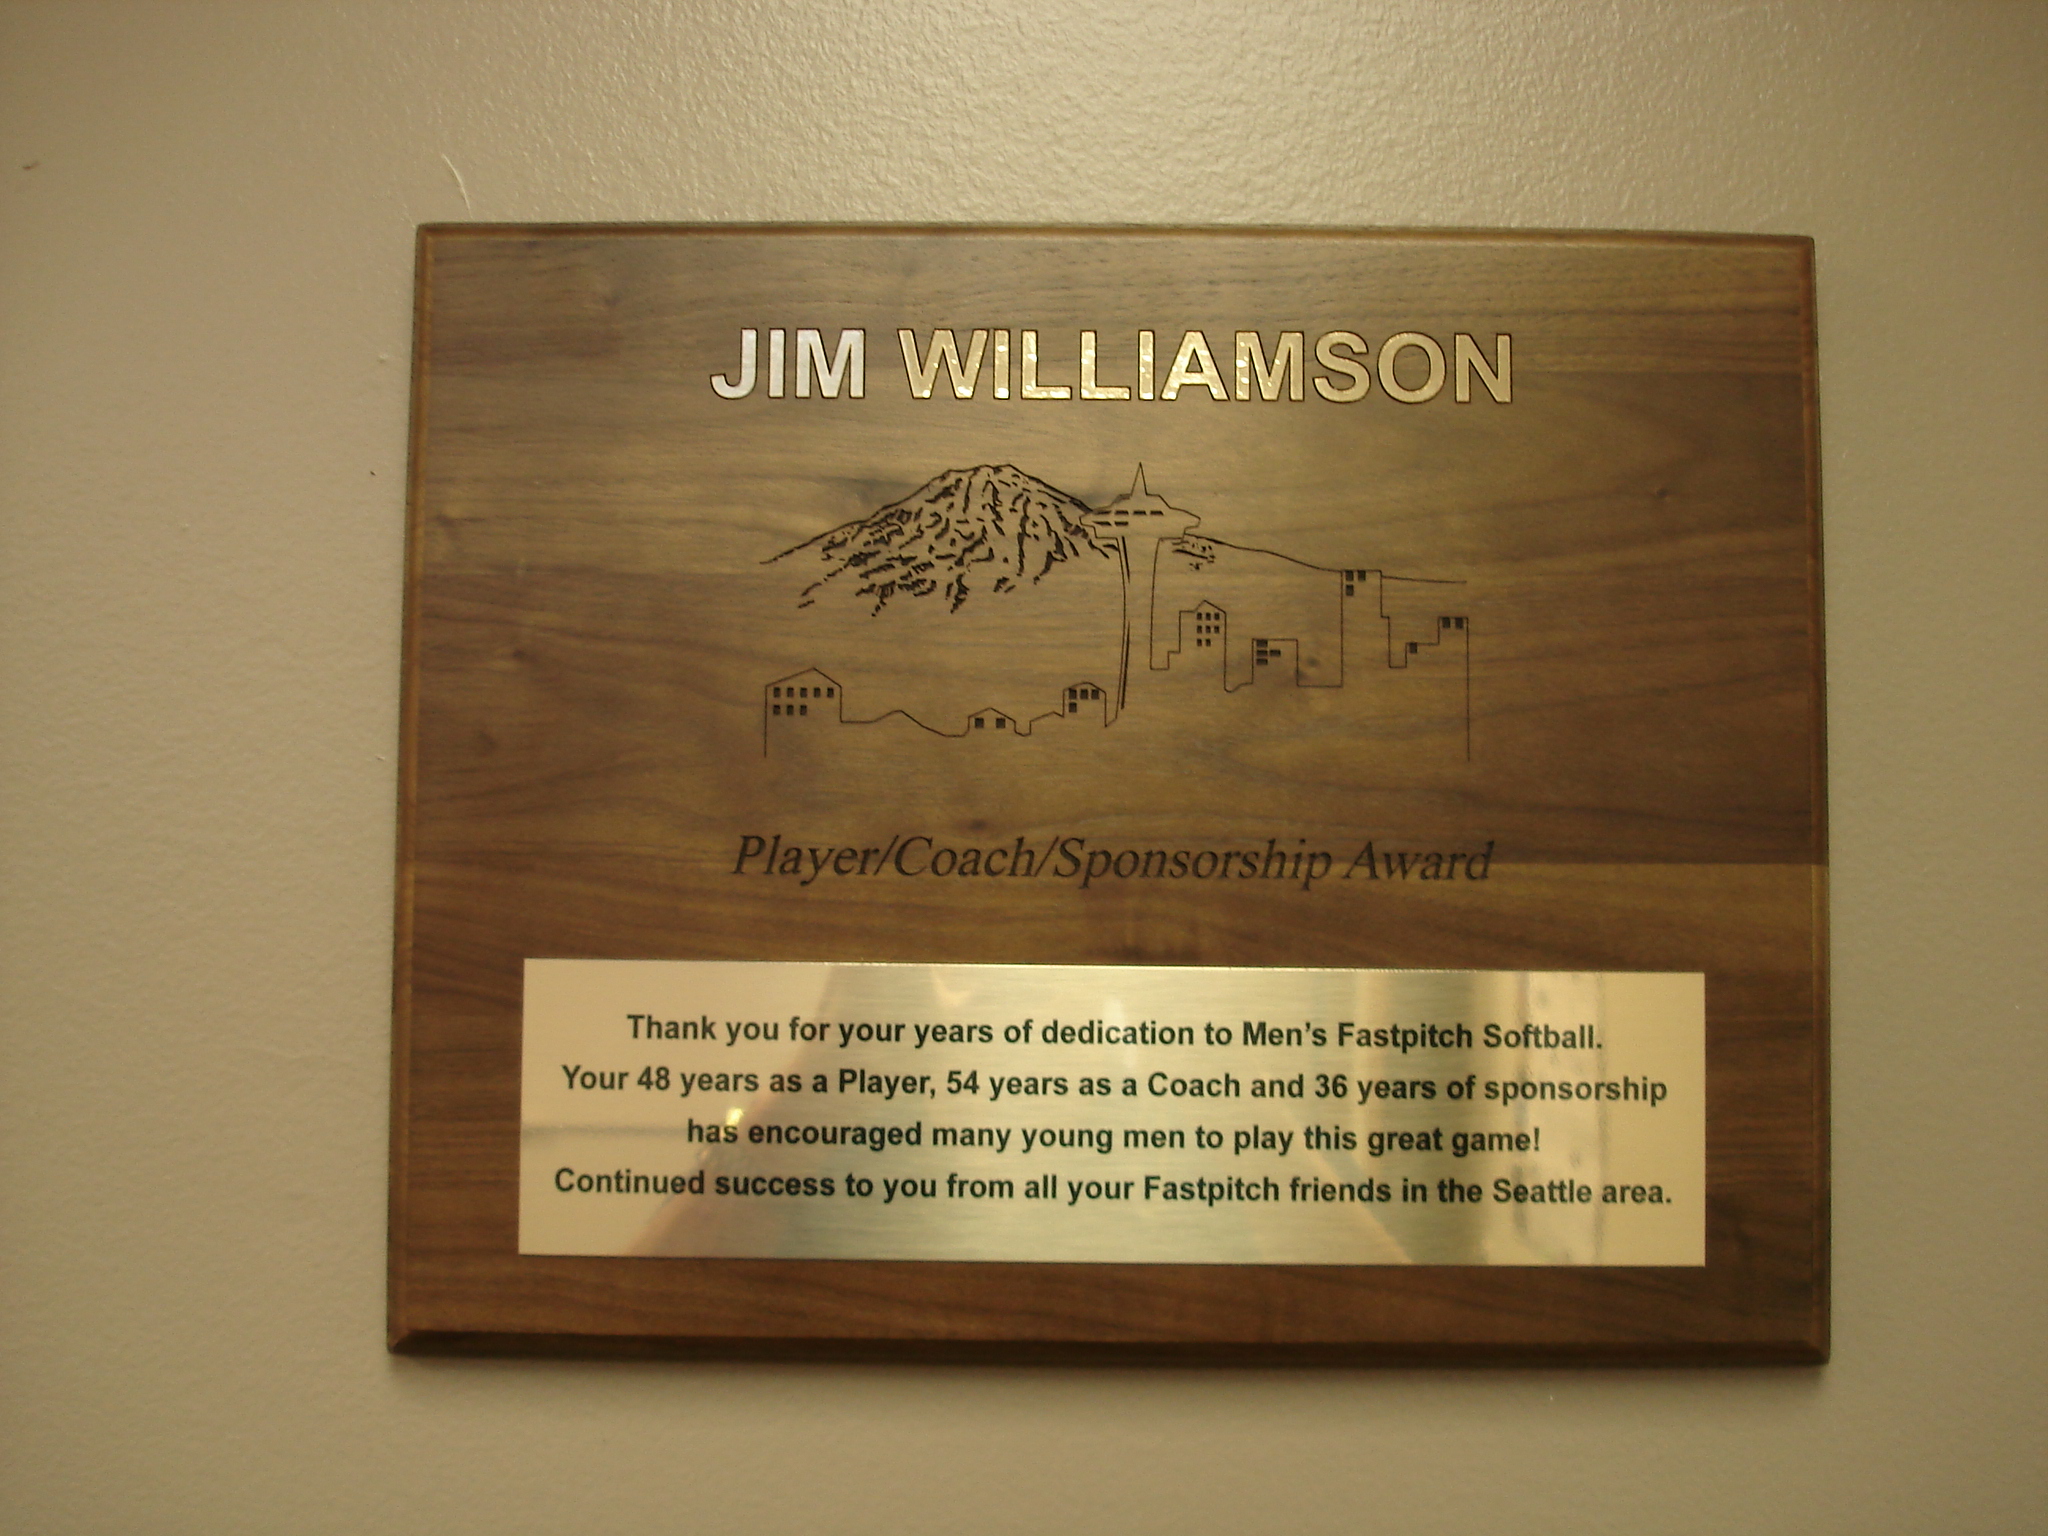 JIM WILLIAMSON
Player/Coach/Sponsorship Award
Thank you for your years of dedication to Men's Fastpitch Softball.
Your 48 years as a Player, 54 years as a Coach and 36 years of sponsorship
has encouraged many young men to play this great game!
Continued success to you from all your Fastpitch friends in the Seattle area.